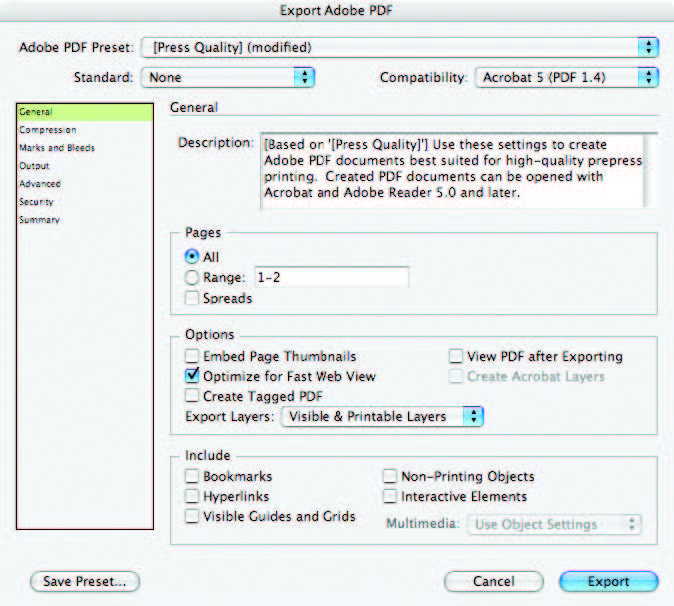 Export Adobe PDF
Adobe PDF Preset: [Press Quality] (modified)
Standard: None Compatibility: Acrobat 5 (PDF 1.4)
General
Compression
Marks and Bleeds
Output
Advanced
Security
Summary
General
Description: [Based on '[Press Quality]'] Use these settings to create
Adobe PDF documents best suited for high-quality prepress
printing. Created PDF documents can be opened with
Acrobat and Adobe Reader 5.0 and later.
Pages
All
Range: 1-2
Spreads
Options
Embed Page Thumbnails View PDF after Exporting
Optimize for Fast Web View Create Acrobat Layers
Create Tagged PDF
Export Layers: Visible & Printable Layers
Include
Bookmarks Non-Printing Objects
Hyperlinks Interactive Elements
Visible Guides and Grids Multimedia: Use Object Settings
Save Preset... Cancel Export